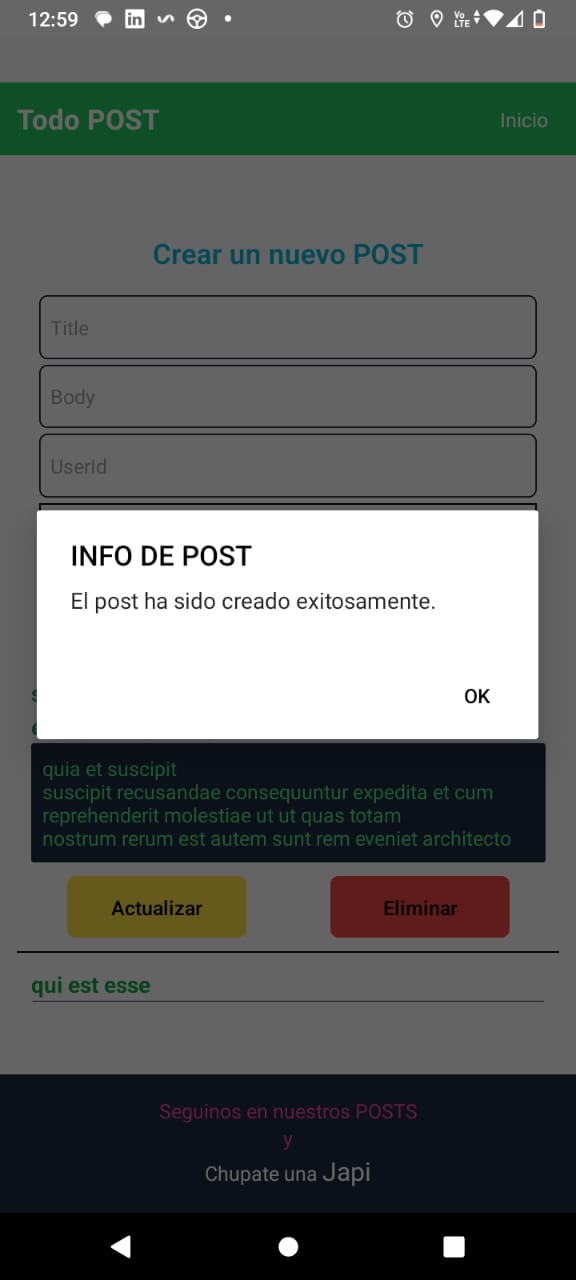 12:59
Vo
LTE
Todo POST
Inicio
Crear un nuevo POST
Title
Body
UserId
INFO DE POST
El post ha sido creado exitosamente.
OK
quia et suscipit
suscipit recusandae consequuntur expedita et cum
reprehenderit molestiae ut ut quas totam
nostrum rerum est autem sunt rem eveniet architecto
Actualizar
Eliminar
qui est esse
Seguinos en nuestros POSTS
y
Chupate una Japi